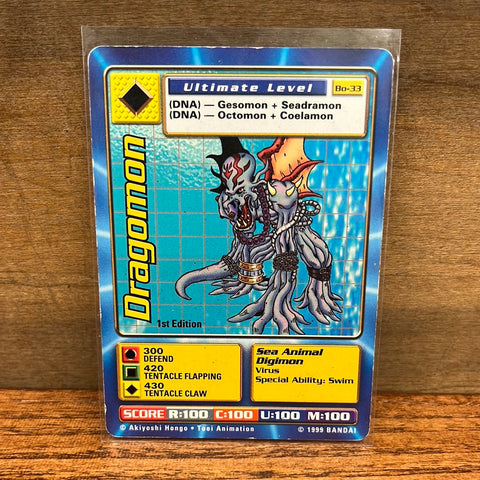 Ultimate Level
Bo-33
(DNA) — Gesomon + Seadramon
(DNA) — Octomon + Coelamon
Dragomon
1st Edition
300
DEFEND
420
TENTACLE FLAPPING
430
TENTACLE CLAW
Sea Animal
Digimon
Virus
Special Ability: Swim
SCORE R:100 C:100 U:100 M:100
© Akiyoshi Hongo • Toei Animation © 1999 BANDAI